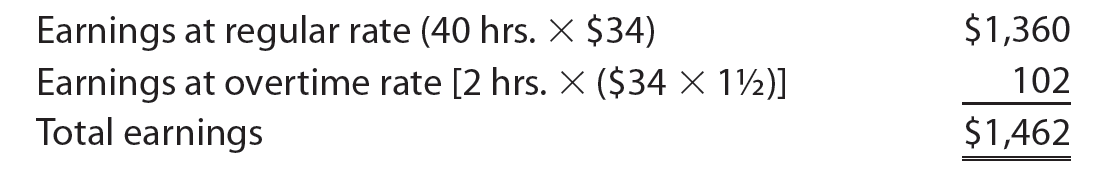 Earnings at regular rate (40 hrs. × $34) $1,360
Earnings at overtime rate [2 hrs. × ($34 × 1½)] 102
Total earnings $1,462